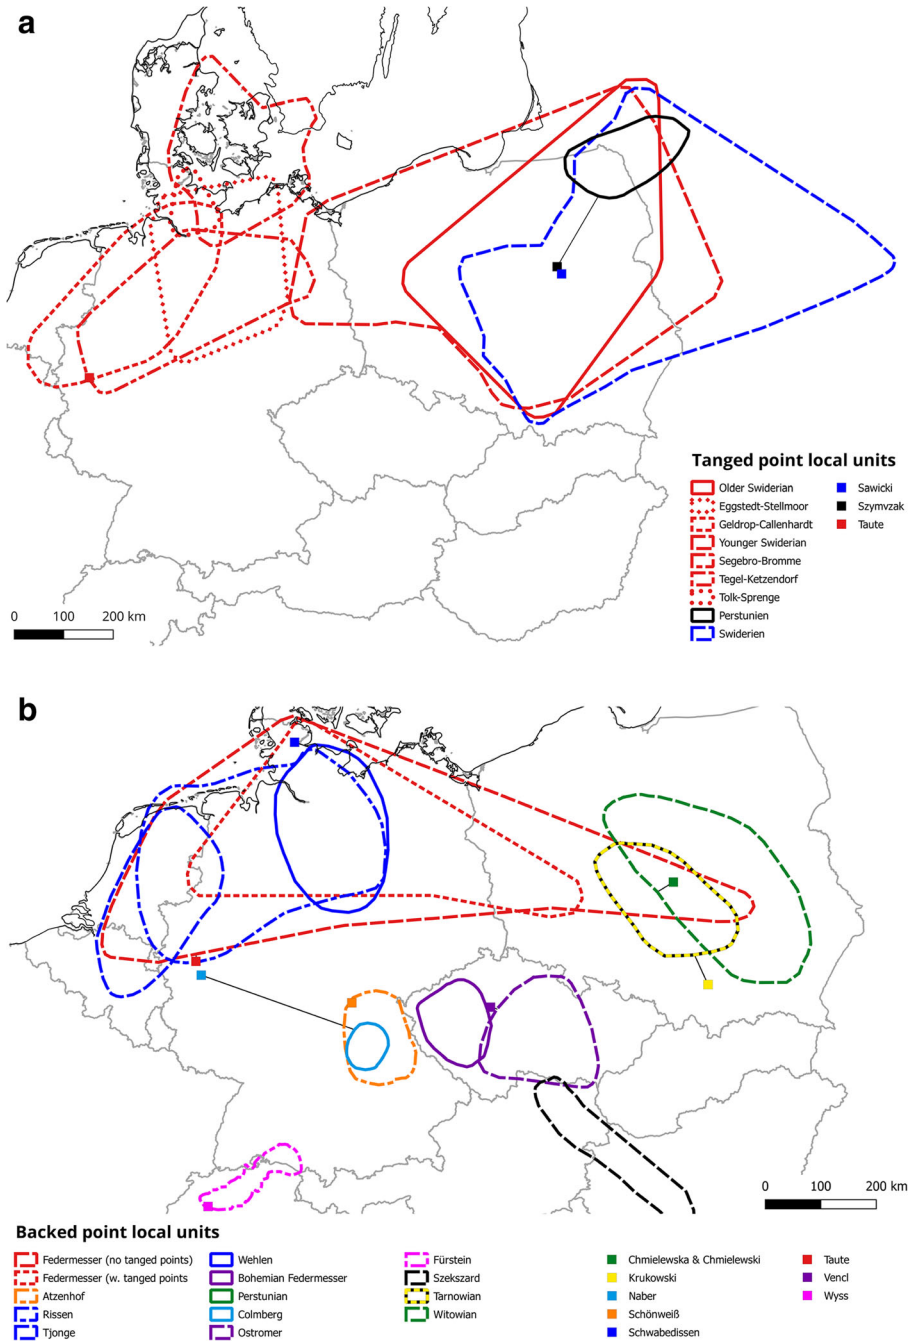 a
Tanged point local units
Older Swiderian
Eggstedt-Stellmoor
Geldrop-Callenhardt
Younger Swiderian
Segebro-Bromme
Tegel-Ketzendorf
Tolk-Sprenge
Perstunien
Swiderien
Sawicki
Szymvzak
Taute
0 100 200 km
b
0 100 200 km
Backed point local units
Federmesser (no tanged points)
Federmesser (w. tanged points
Atzenhof
Rissen
Tjonge
Wehlen
Bohemian Federmesser
Perstunian
Colmberg
Ostromer
Fürstein
Szekszard
Tarnowian
Witowian
Chmielewska & Chmielewski
Krukowski
Naber
Schönweiß
Schwabedissen
Taute
Vencl
Wyss